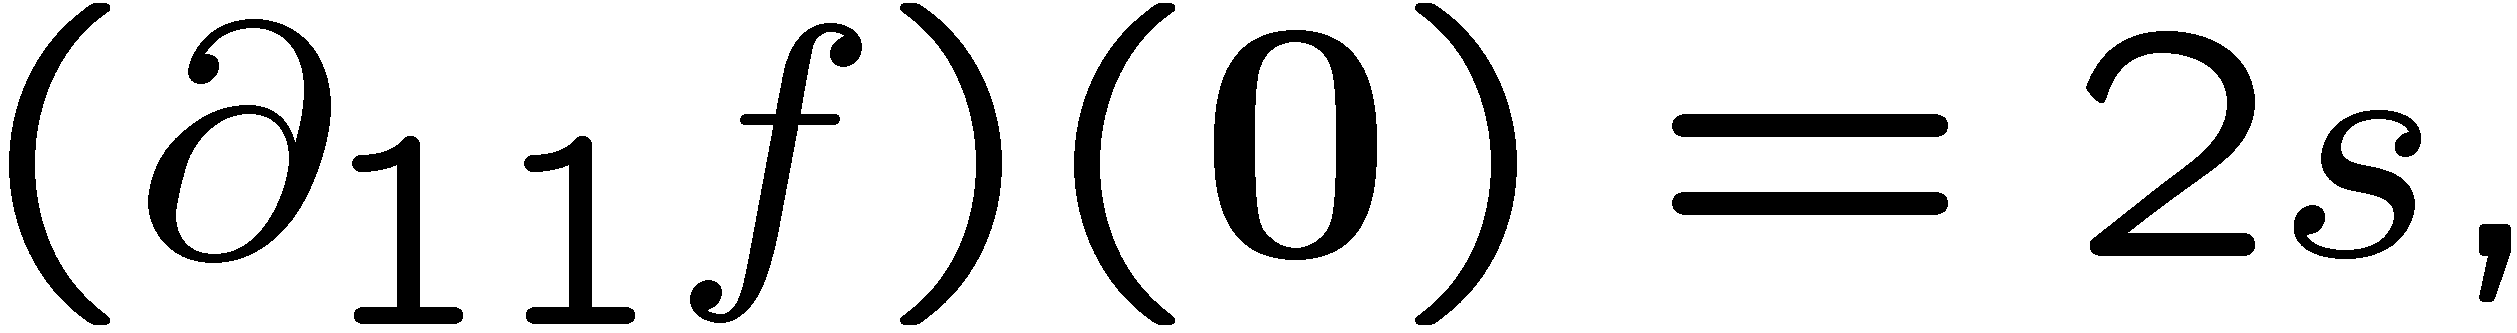 (∂₁₁f)(𝟎) = 2s,